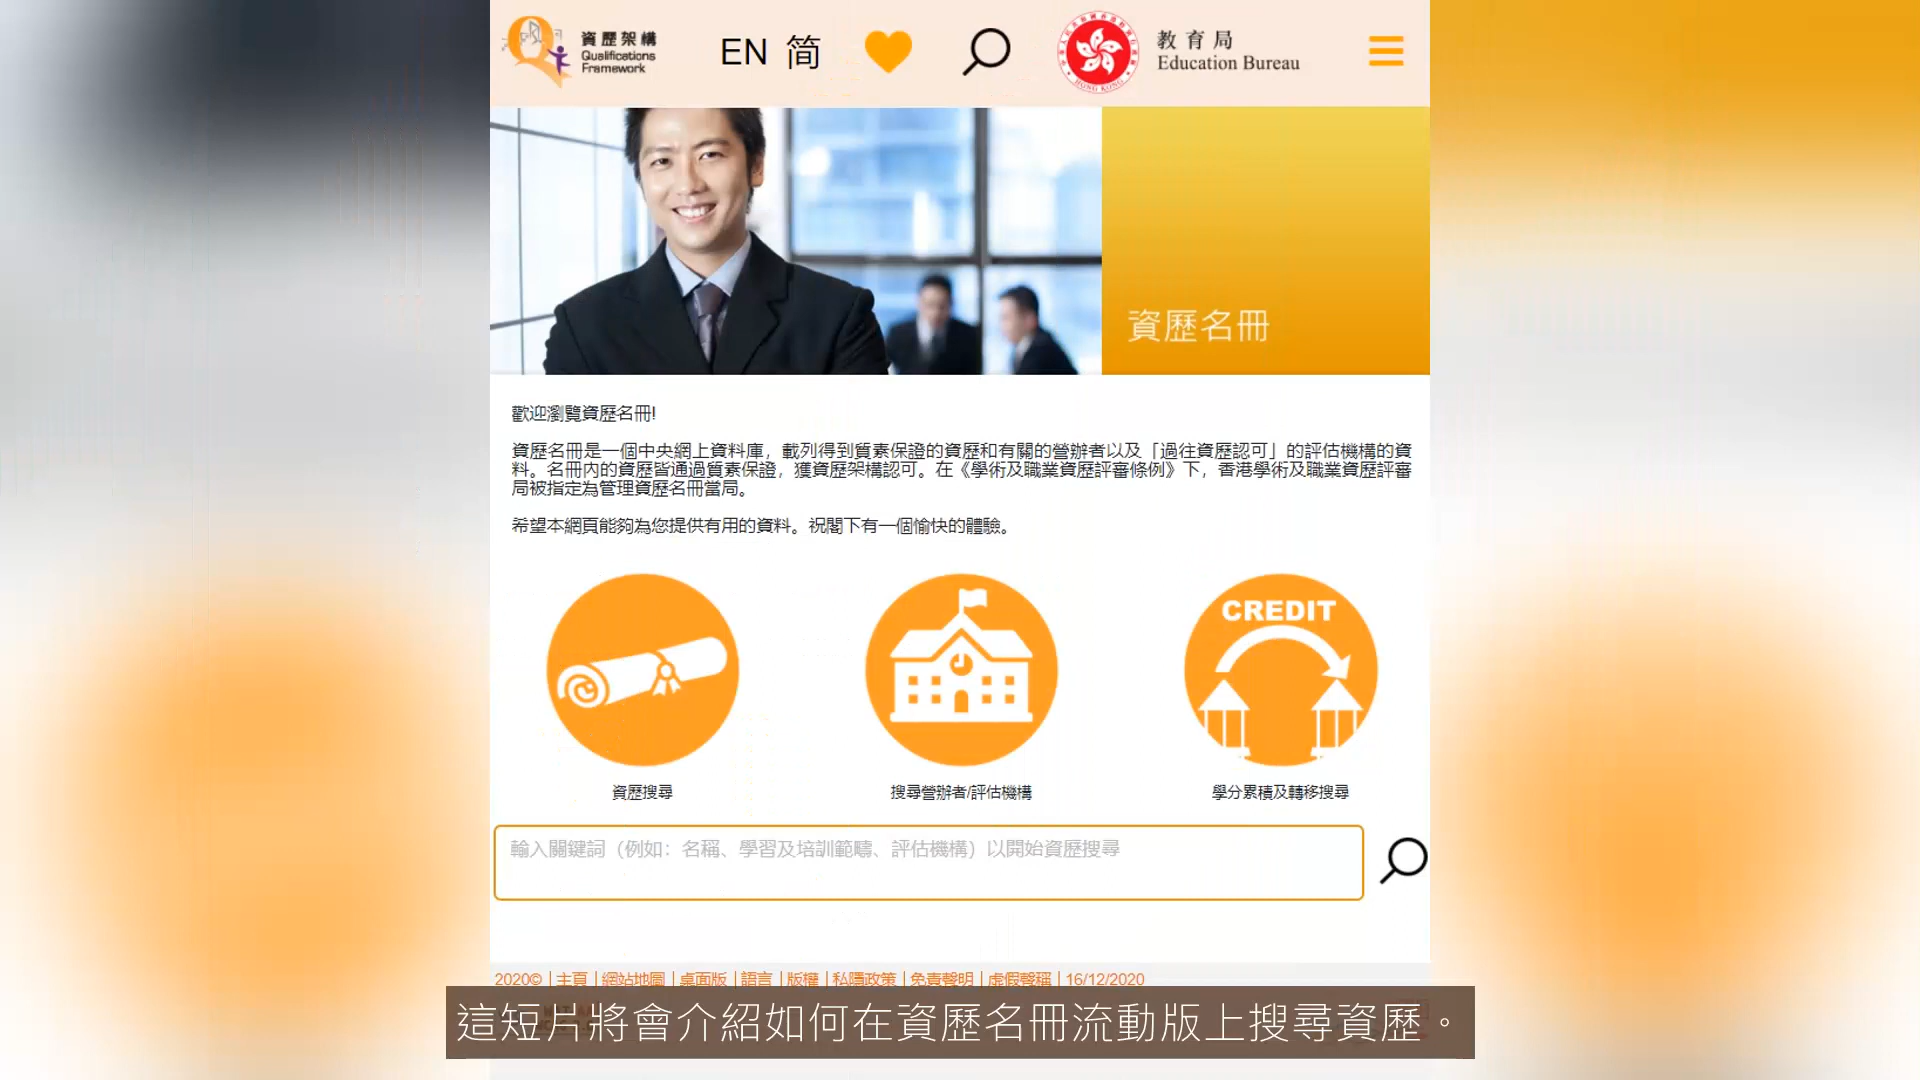 資歷架構
Qualifications
Framework
EN 简
教育局
Education Bureau
HONG KONG
資歷名冊
歡迎瀏覽資歷名冊!
資歷名冊是一個中央網上資料庫，載列得到質素保證的資歷和有關的營辦者以及「過往資歷認可」的評估機構的資
料。名冊內的資歷皆通過質素保證，獲資歷架構認可。在《學術及職業資歷評審條例》下，香港學術及職業資歷評審
局被指定為管理資歷名冊當局。
希望本網頁能夠為您提供有用的資料。祝閣下有一個愉快的體驗。
CREDIT
資歷搜尋
搜尋營辦者/評估機構
學分累積及轉移搜尋
輸入關鍵詞（例如：名稱、學習及培訓範疇、評估機構）以開始資歷搜尋
2020© | 主頁 | 網站地圖 | 桌面版 | 語言 | 版權 | 私隱政策 | 免責聲明 | 虛假聲稱 | 16/12/2020
這短片將會介紹如何在資歷名冊流動版上搜尋資歷。